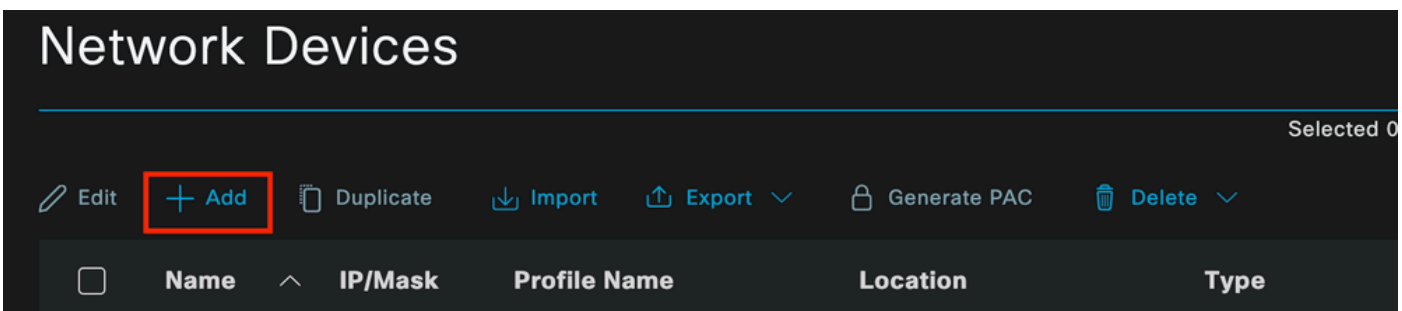 Network Devices
Selected 0
Edit Add Duplicate Import Export Generate PAC Delete
Name IP/Mask Profile Name Location Type